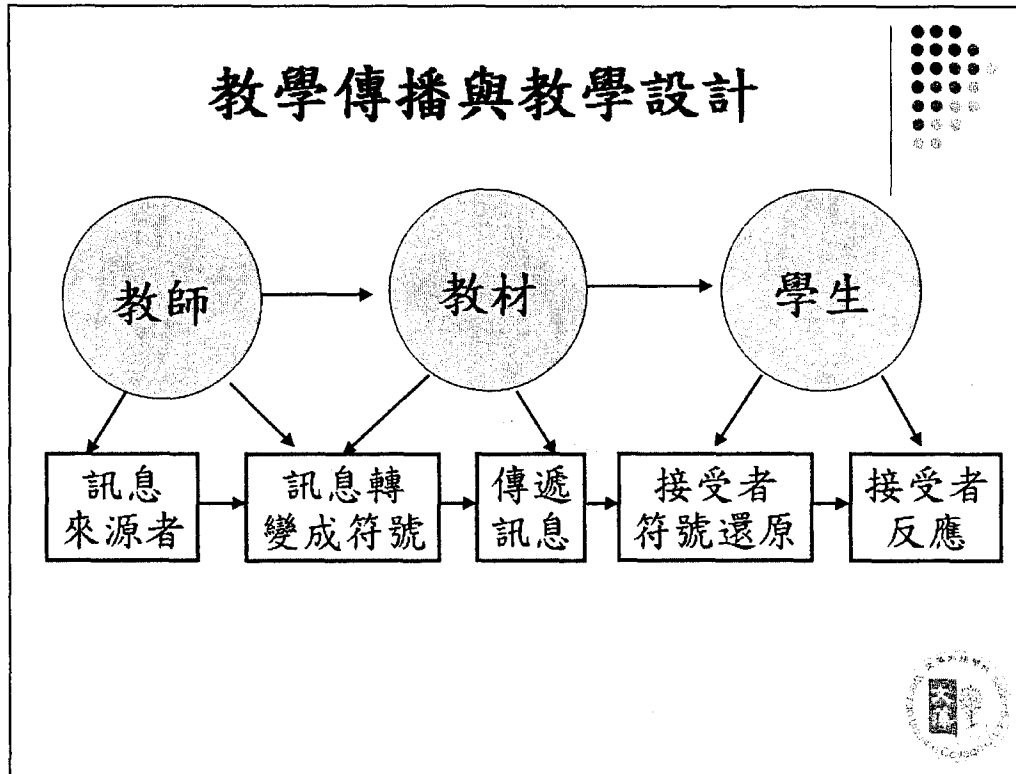 教學傳播與教學設計
教師
教材
學生
訊息
來源者
訊息轉
變成符號
傳遞
訊息
接受者
符號還原
接受者
反應